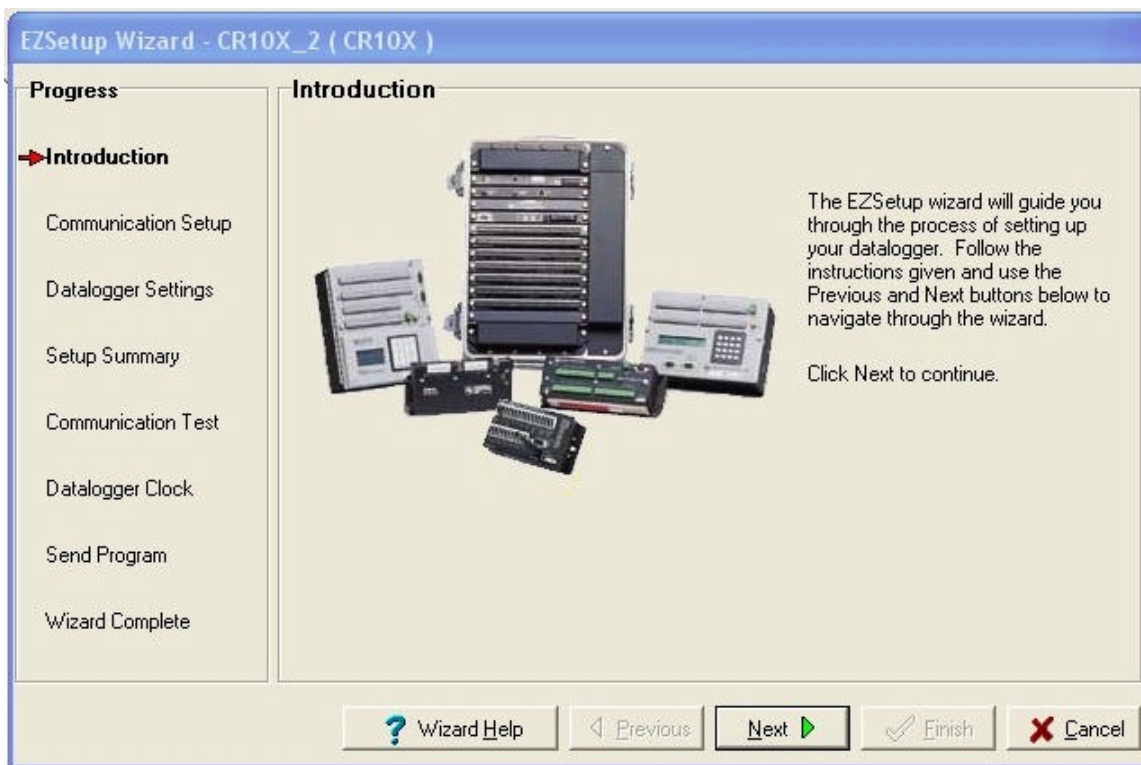 EZSetup Wizard - CR10X_2 ( CR10X )
Progress
Introduction
Communication Setup
Datalogger Settings
Setup Summary
Communication Test
Datalogger Clock
Send Program
Wizard Complete
Introduction
The EZSetup wizard will guide you
through the process of setting up
your datalogger. Follow the
instructions given and use the
Previous and Next buttons below to
navigate through the wizard.
Click Next to continue.
Wizard Help
Previous
Next
Finish
Cancel